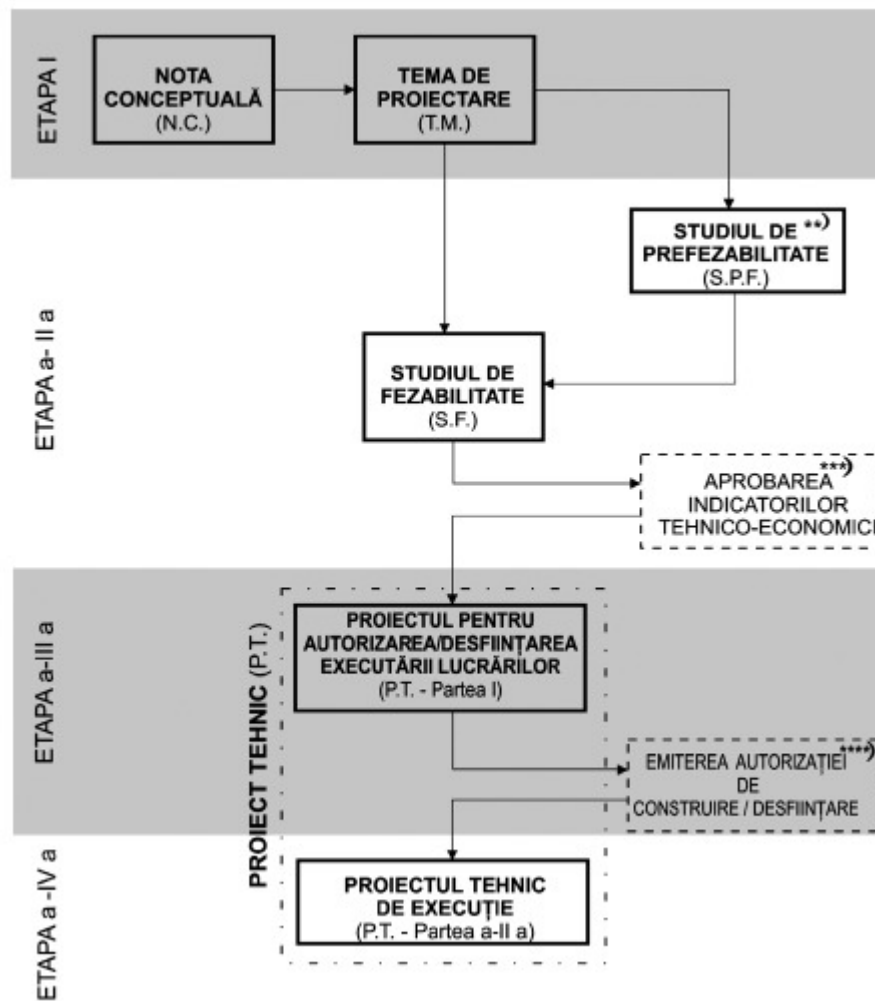 ETAPA I
NOTA
CONCEPTUALĂ
(N.C.)
TEMA DE
PROIECTARE
(T.M.)
ETAPA a- II a
STUDIUL DE **)
PREFEZABILITATE
(S.P.F.)
STUDIUL DE
FEZABILITATE
(S.F.)
APROBAREA ***)
INDICATORILOR
TEHNICO-ECONOMICI
ETAPA a-III a
PROIECT TEHNIC (P.T.)
PROIECTUL PENTRU
AUTORIZAREA/DESFIINȚAREA
EXECUTĂRII LUCRĂRILOR
(P.T. - Partea I)
EMITEREA AUTORIZAȚIEI ****)
DE
CONSTRUIRE / DESFIINȚARE
ETAPA a -IV a
PROIECTUL TEHNIC
DE EXECUȚIE
(P.T. - Partea a-II a)